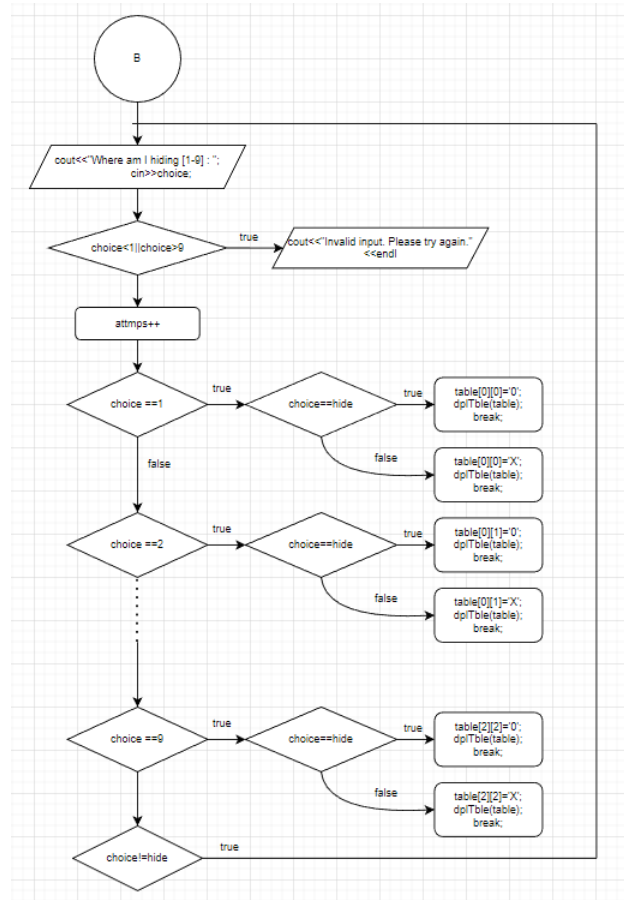 B
cout<<"Where am I hiding [1-9] : ";
cin>>choice;
choice<1||choice>9
true
cout<<"Invalid input. Please try again."
<<endl
attmps++
choice ==1
true
choice==hide
true
table[0][0]='0';
dplTble(table);
break;
false
false
table[0][0]='X';
dplTble(table);
break;
choice ==2
true
choice==hide
true
table[0][1]='0';
dplTble(table);
break;
false
table[0][1]='X';
dplTble(table);
break;
choice ==9
true
choice==hide
true
table[2][2]='0';
dplTble(table);
break;
false
table[2][2]='X';
dplTble(table);
break;
choice!=hide
true